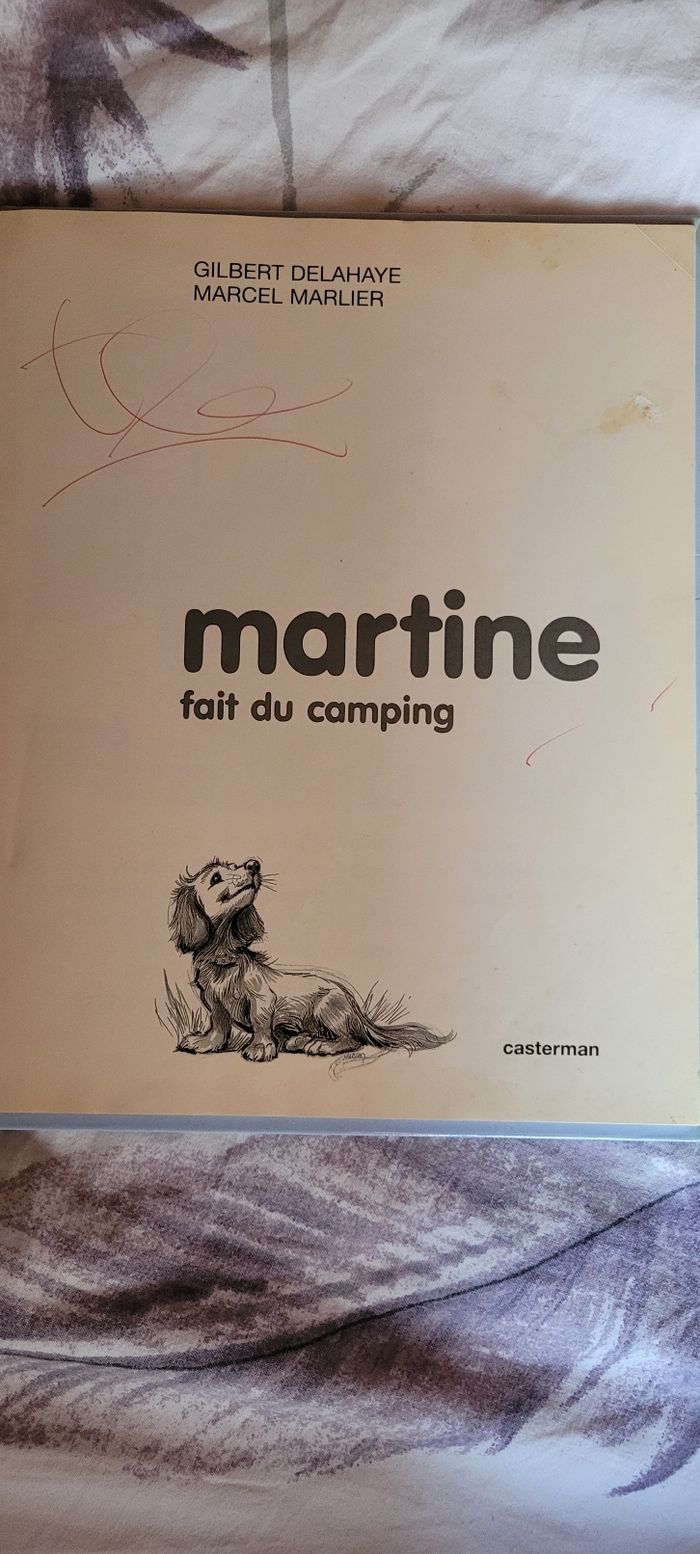 GILBERT DELAHAYE
MARCEL MARLIER
martine
fait du camping
casterman